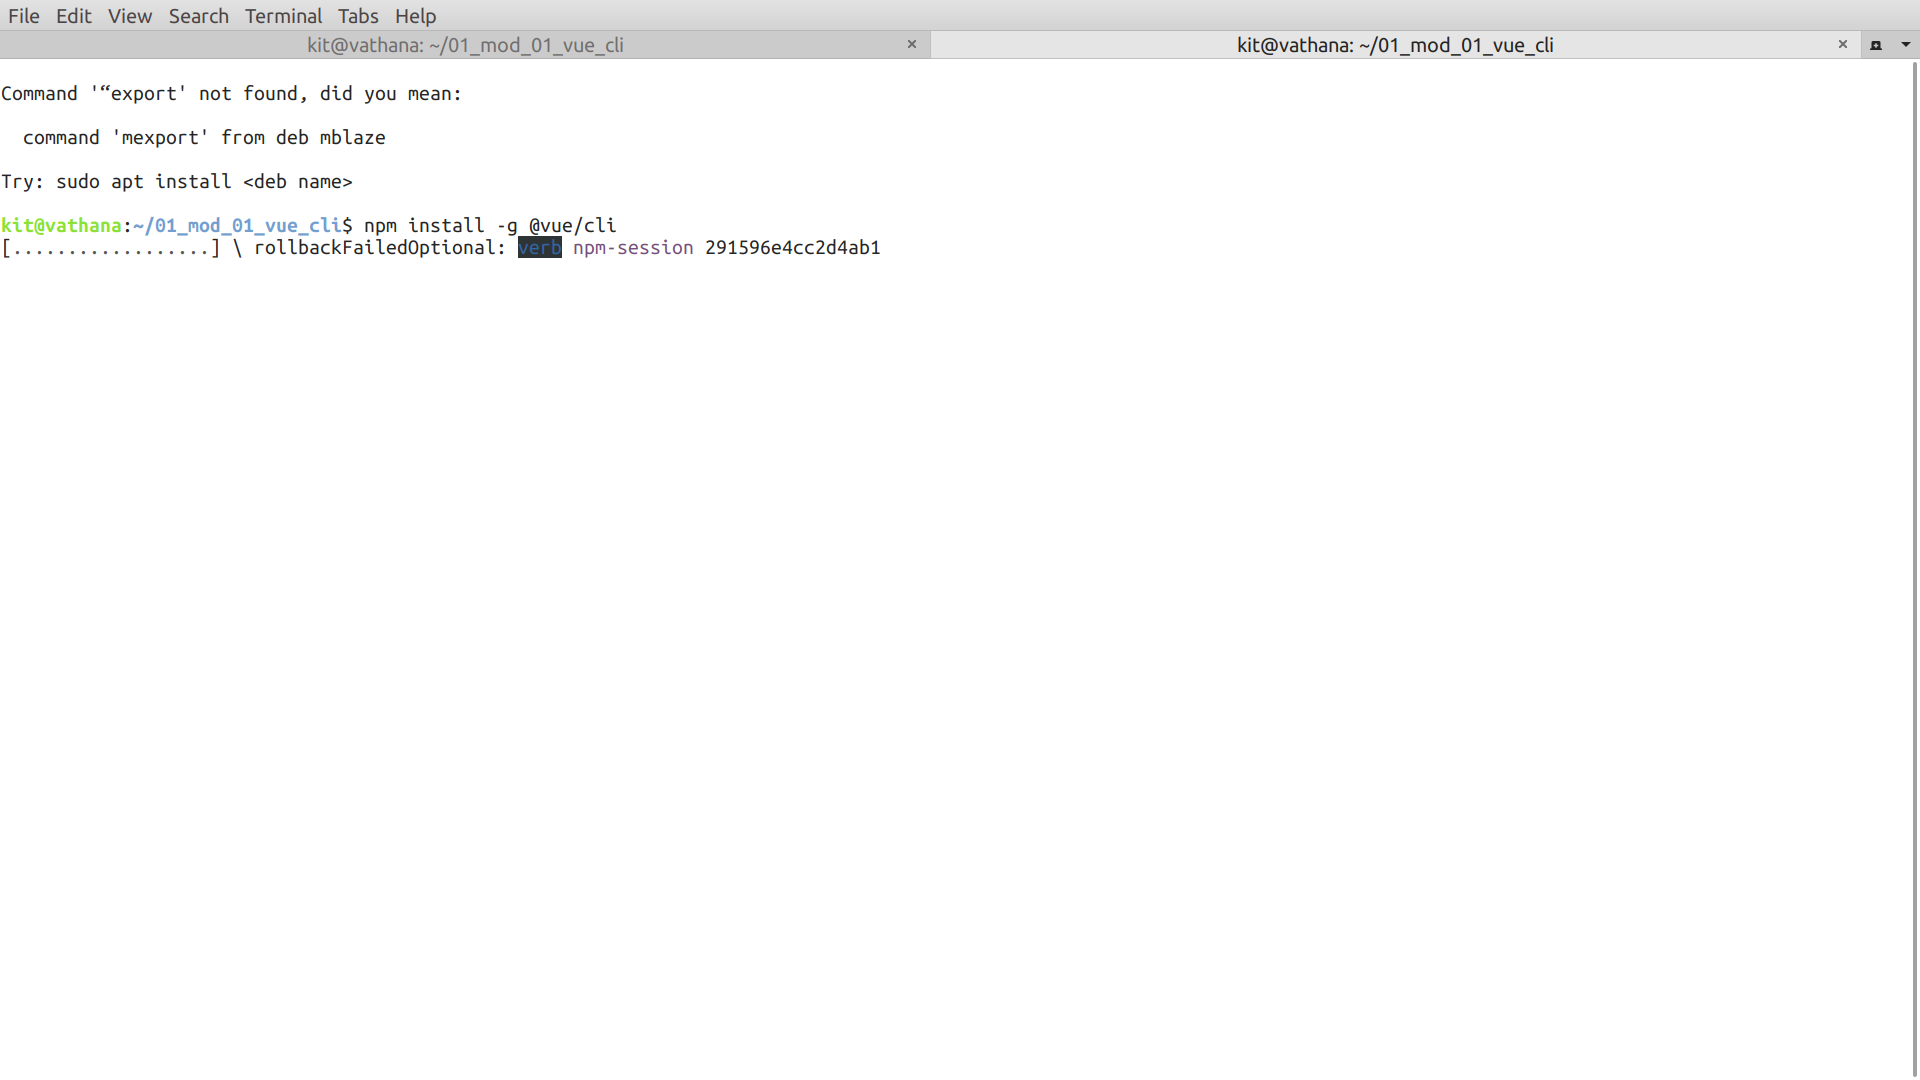 File Edit View Search Terminal Tabs Help
kit@vathana: ~/01_mod_01_vue_cli × kit@vathana: ~/01_mod_01_vue_cli ×
Command '“export' not found, did you mean:
command 'mexport' from deb mblaze
Try: sudo apt install <deb name>
kit@vathana:~/01_mod_01_vue_cli$ npm install -g @vue/cli
[..................] \ rollbackFailedOptional: verb npm-session 291596e4cc2d4ab1